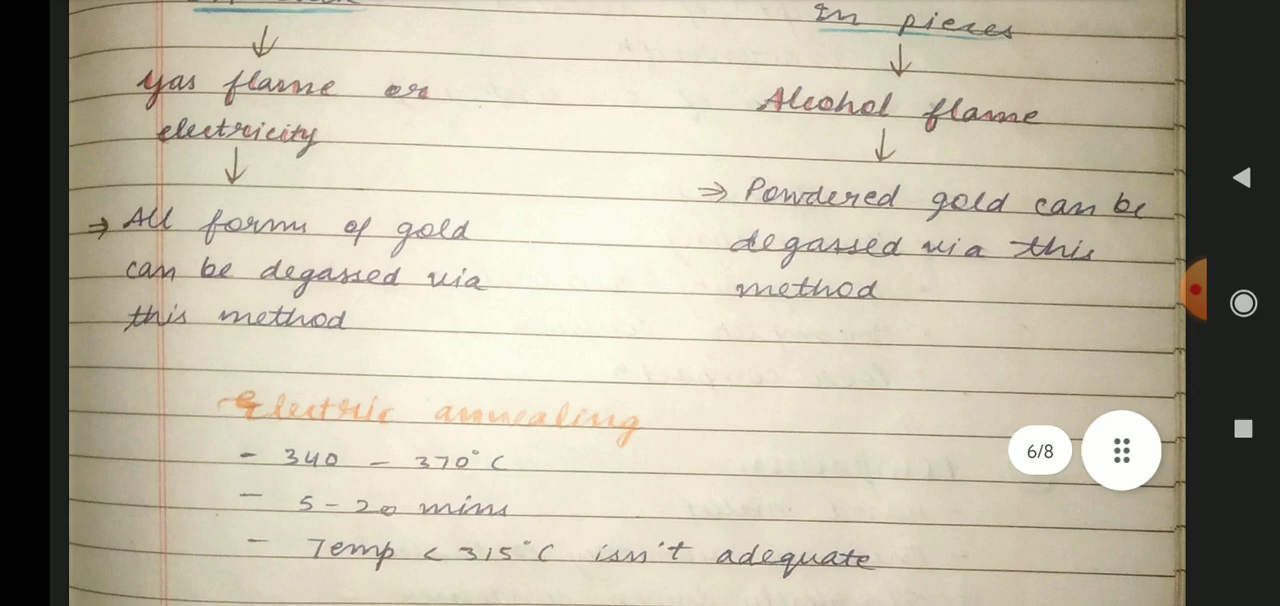 In pieces
Gas flame or
electricity
Alcohol flame
⇒ All forms of gold
can be degassed via
this method
⇒ Powdered gold can be
degassed via this
method
Electric annealing
- 340 - 370°C
- 5-20 mins
- Temp < 315°C isn't adequate
6/8